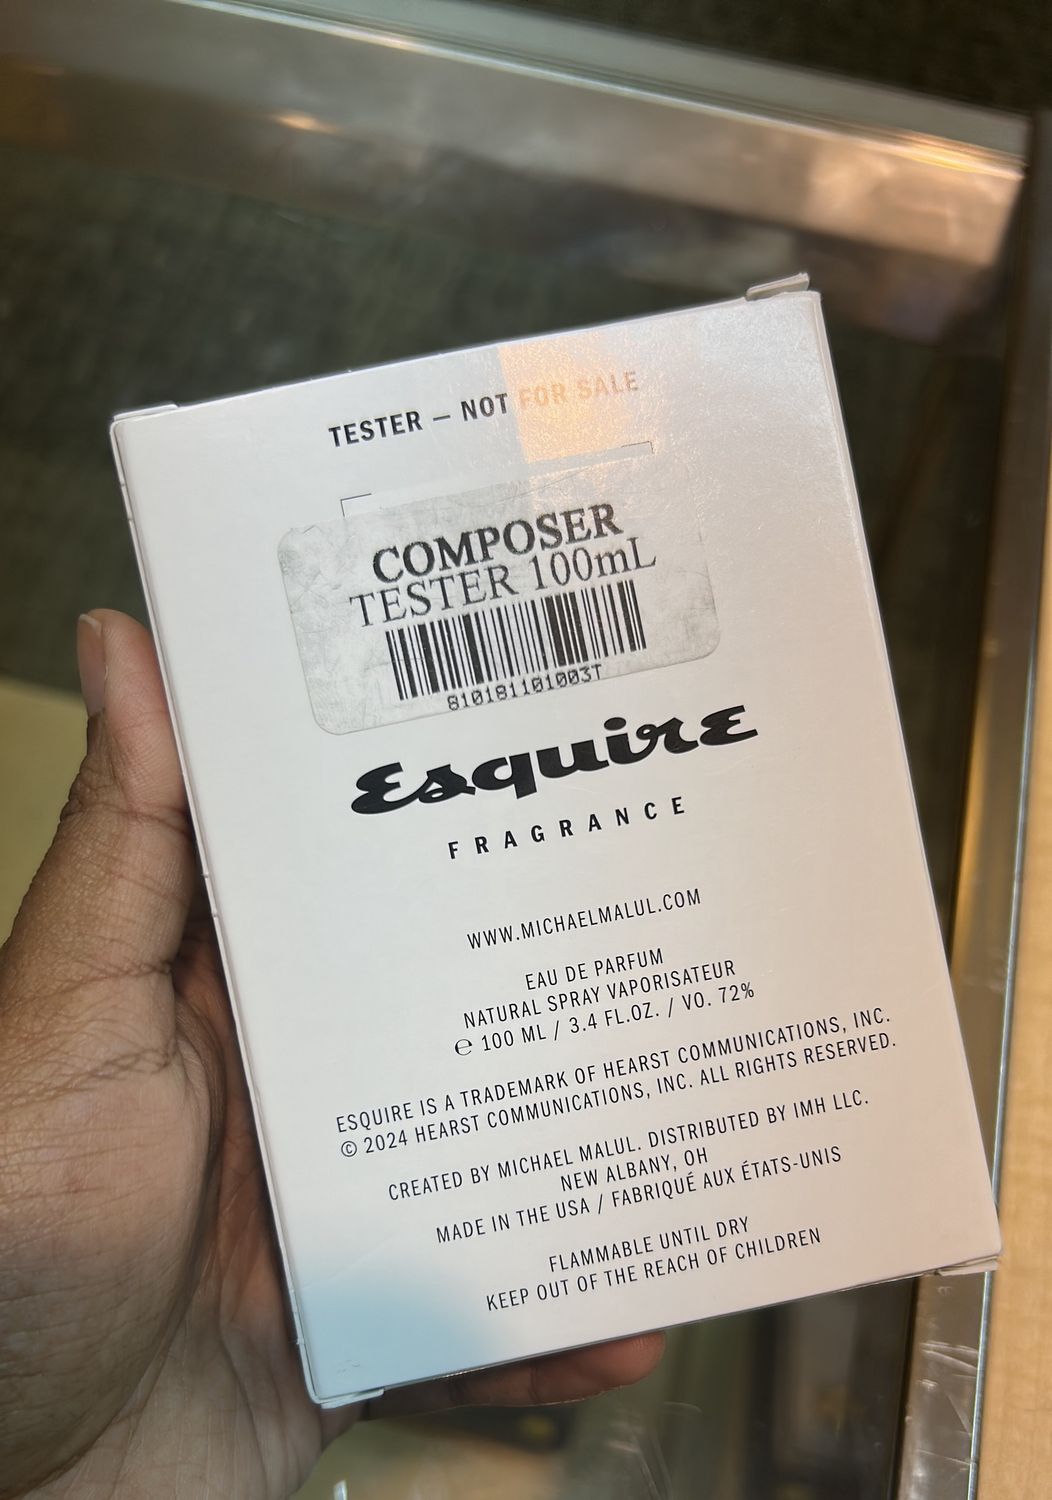 TESTER — NOT FOR SALE
COMPOSER
TESTER 100mL
810181101003T
Esquire
FRAGRANCE
WWW.MICHAELMALUL.COM
EAU DE PARFUM
NATURAL SPRAY VAPORISATEUR
℮ 100 ML / 3.4 FL.OZ. / VO. 72%
ESQUIRE IS A TRADEMARK OF HEARST COMMUNICATIONS, INC.
© 2024 HEARST COMMUNICATIONS, INC. ALL RIGHTS RESERVED.
CREATED BY MICHAEL MALUL. DISTRIBUTED BY IMH LLC.
NEW ALBANY, OH
MADE IN THE USA / FABRIQUÉ AUX ÉTATS-UNIS
FLAMMABLE UNTIL DRY
KEEP OUT OF THE REACH OF CHILDREN